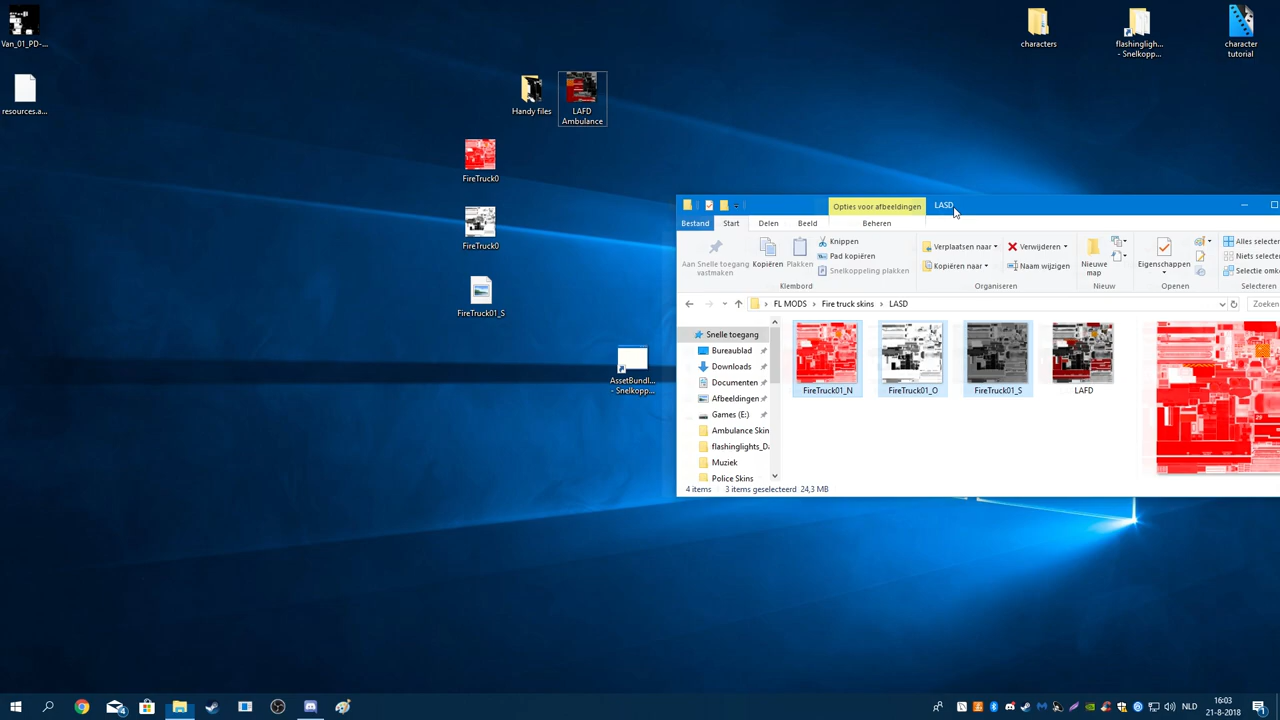 Van_01_PD-...
resources.a...
Handy files
LAFD
Ambulance
FireTruck0
FireTruck0
FireTruck01_S
AssetBundl...
- Snelkopp...
characters
flashingligh...
- Snelkopp...
character
tutorial
Opties voor afbeeldingen
LASD
Bestand
Start
Delen
Beeld
Beheren
Aan Snelle toegang
vastmaken
Kopiëren
Plakken
Knippen
Pad kopiëren
Snelkoppeling plakken
Klembord
Verplaatsen naar
Kopiëren naar
Verwijderen
Naam wijzigen
Organiseren
Nieuwe
map
Nieuw
Eigenschappen
Openen
Alles selecter
Niets selecter
Selectie omk
Selecter
FL MODS
Fire truck skins
LASD
Zoeken
Snelle toegang
Bureaublad
Downloads
Documenten
Afbeeldingen
Games (E:)
Ambulance Skin
flashinglights_Da
Muziek
Police Skins
FireTruck01_N
FireTruck01_O
FireTruck01_S
LAFD
4 items
3 items geselecteerd 24,3 MB
NLD
16:03
21-8-2018